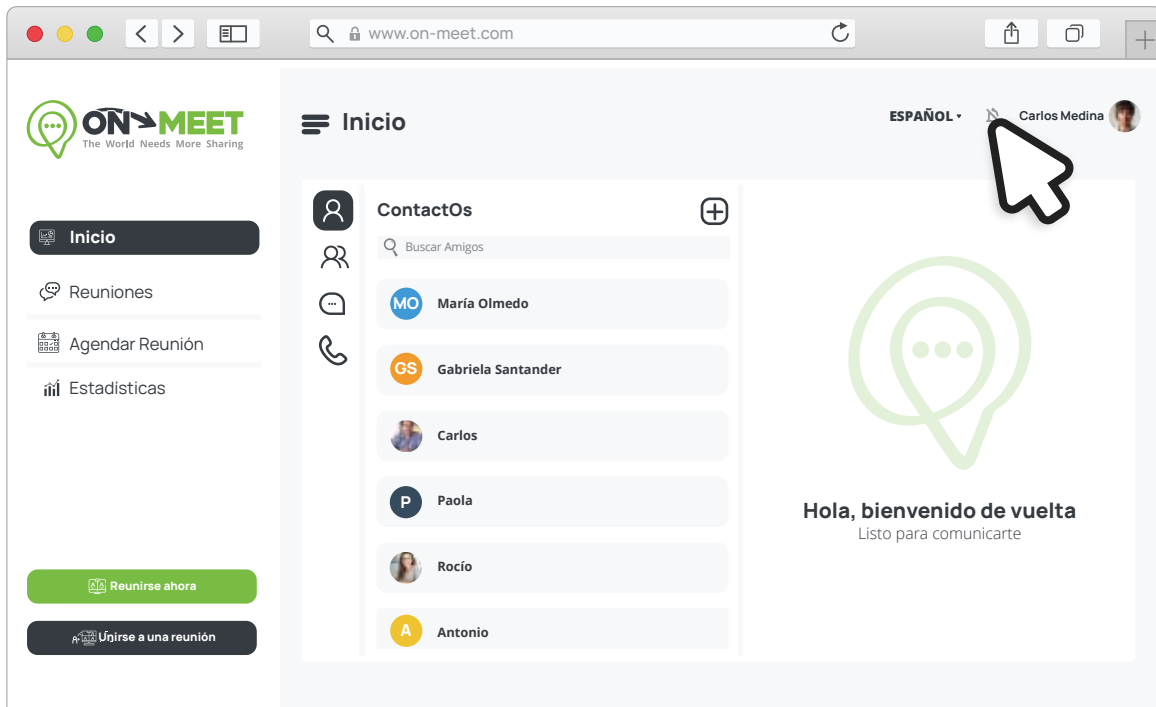 www.on-meet.com
ON MEET
The World Needs More Sharing
Inicio
ESPAÑOL
Carlos Medina
Inicio
Reuniones
Agendar Reunión
Estadísticas
Reunirse ahora
Unirse a una reunión
ContactOs
Buscar Amigos
MO María Olmedo
GS Gabriela Santander
Carlos
P Paola
Rocío
A Antonio
Hola, bienvenido de vuelta
Listo para comunicarte